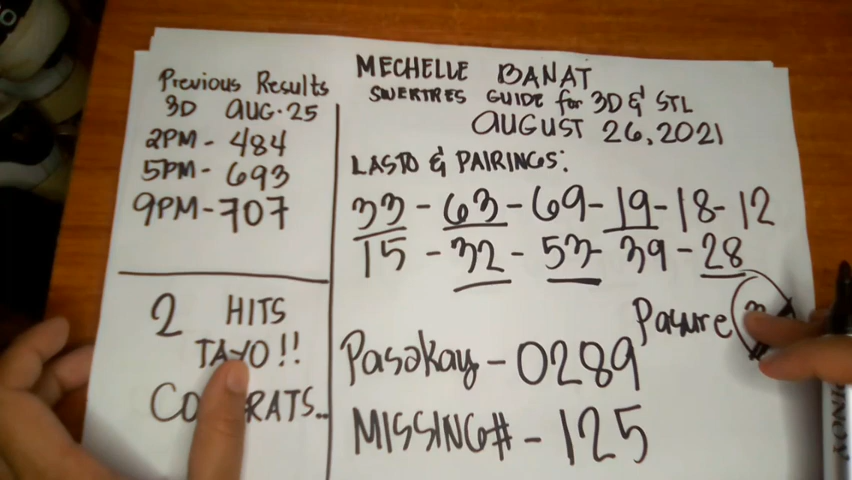 Previous Results
3D AUG. 25
2PM - 484
5PM - 693
9PM - 707
2 HITS
TAYO!!
MECHELLE BANAT
SWERTRES GUIDE for 3D & STL
AUGUST 26, 2021
LASTO & PAIRINGS:
33 - 63 - 69 - 19 - 18 - 12
15 - 32 - 53 - 39 - 28
Payure
Pasakay - 0289
MISSING# - 125